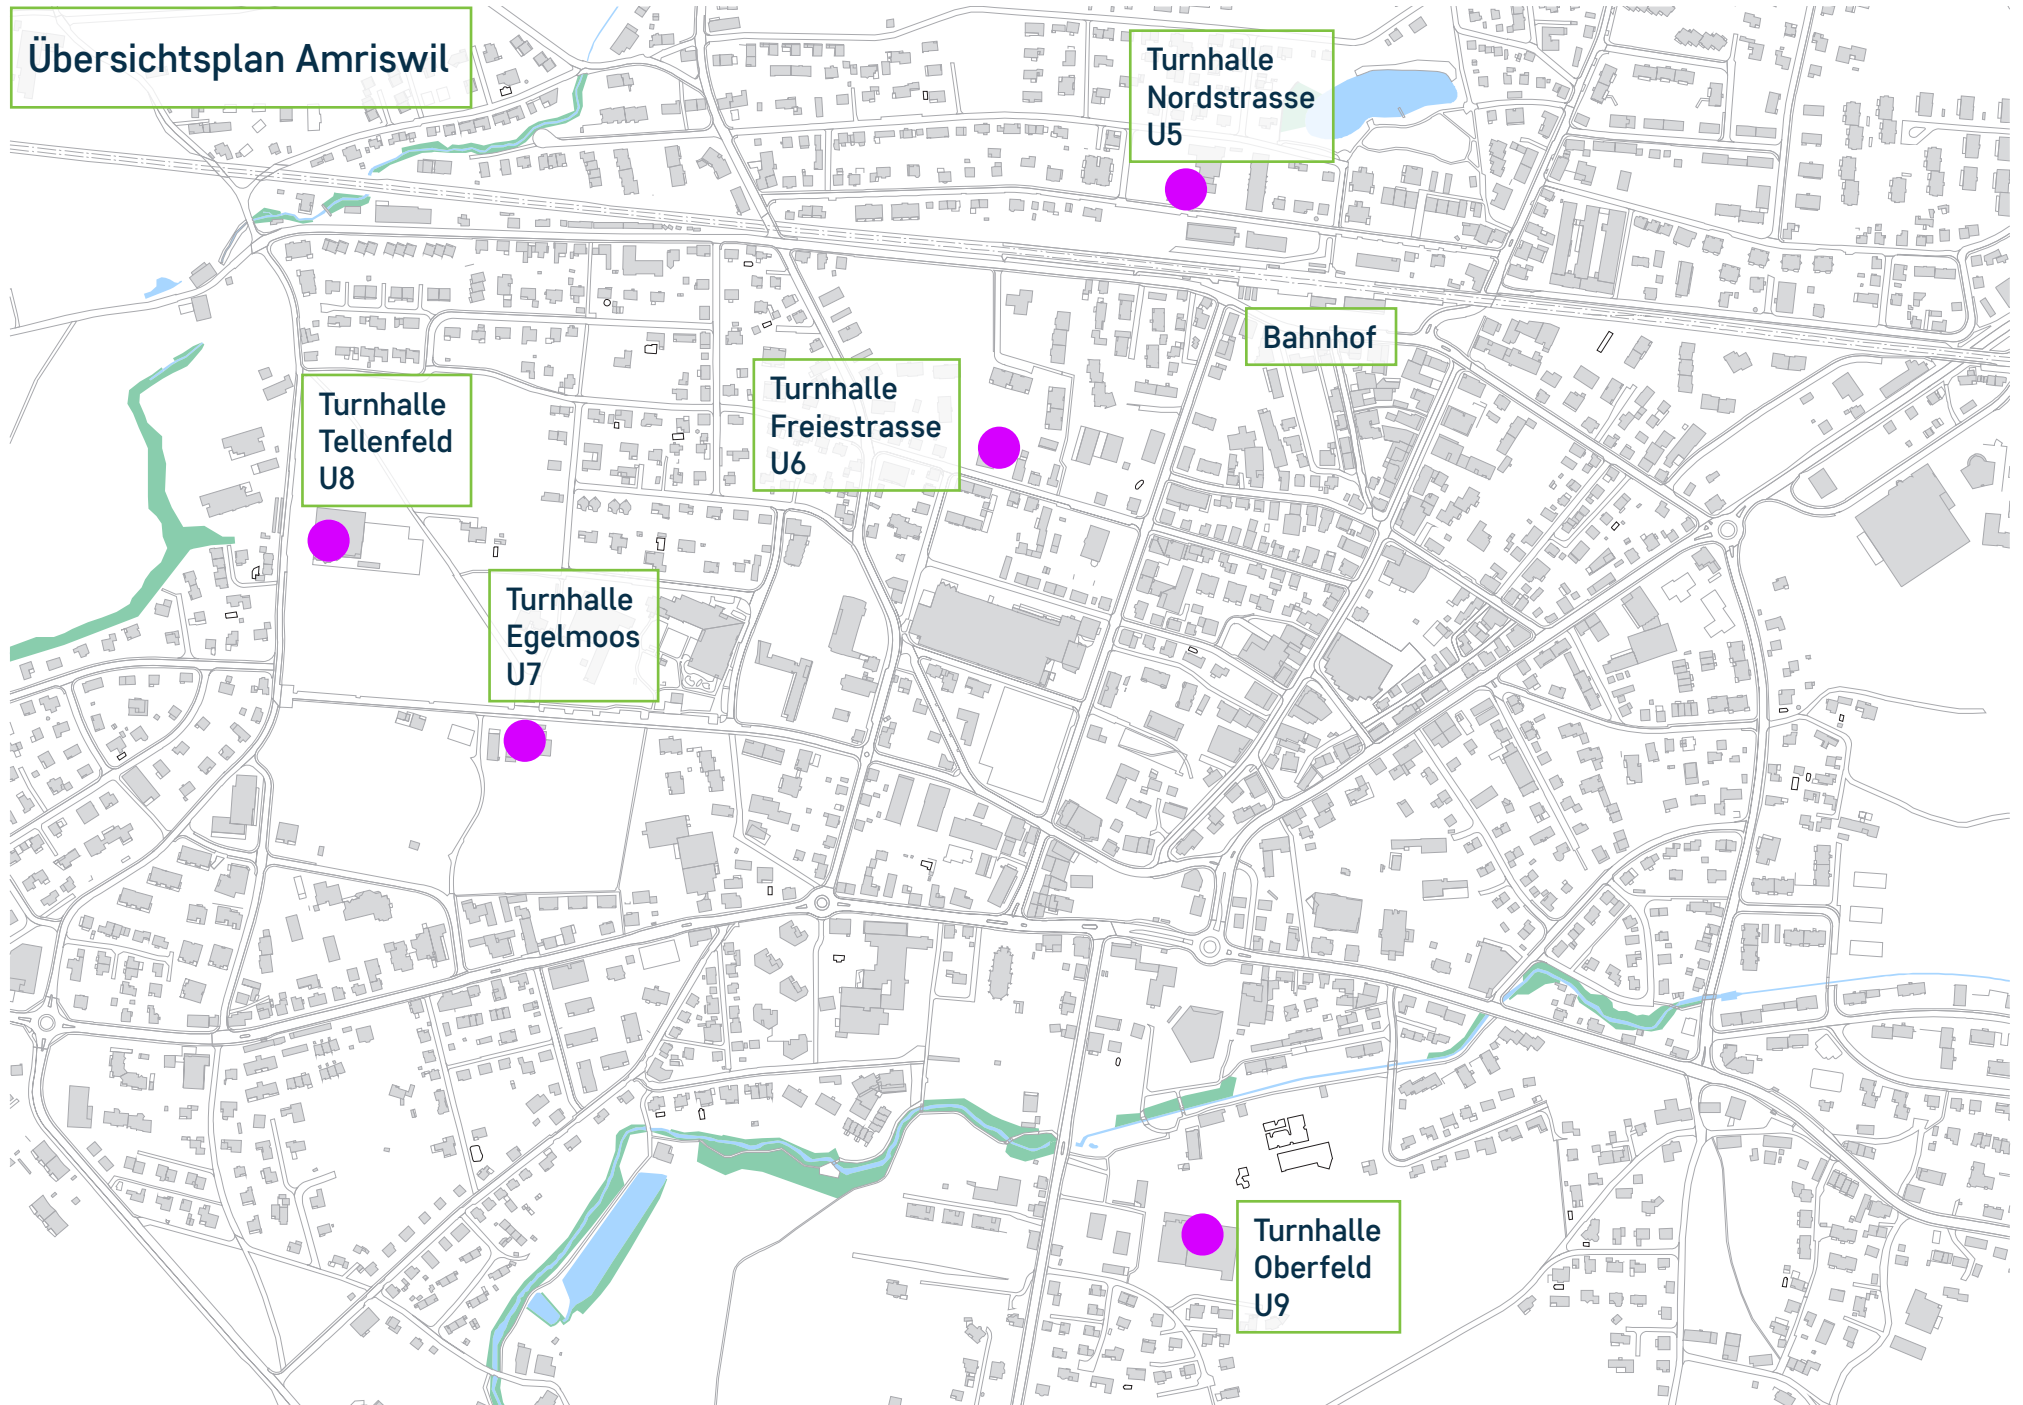 Übersichtsplan Amriswil
Turnhalle
Nordstrasse
U5
Bahnhof
Turnhalle
Freiestrasse
U6
Turnhalle
Tellenfeld
U8
Turnhalle
Egelmoos
U7
Turnhalle
Oberfeld
U9